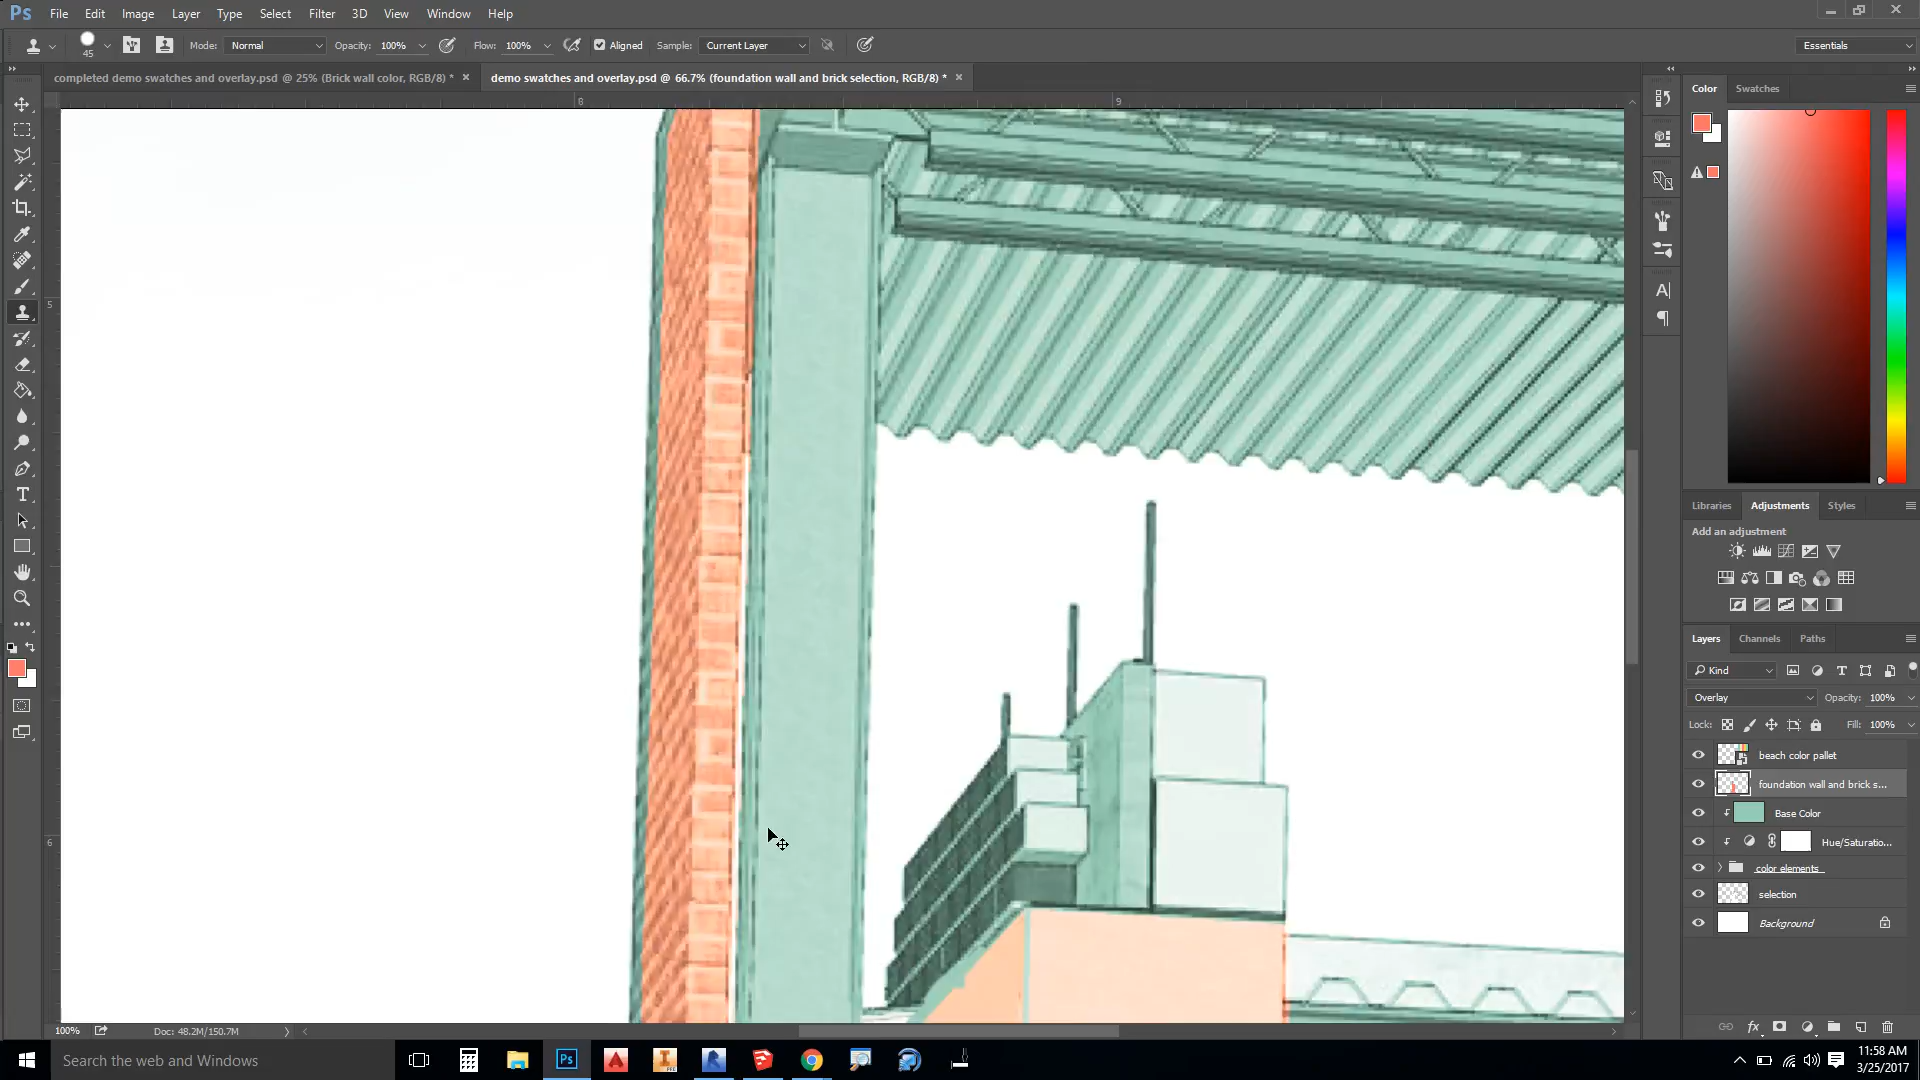 Ps File Edit Image Layer Type Select Filter 3D View Window Help
45 Mode: Normal Opacity: 100% Flow: 100% Aligned Sample: Current Layer Essentials
completed demo swatches and overlay.psd @ 25% (Brick wall color, RGB/8) * × demo swatches and overlay.psd @ 66.7% (foundation wall and brick selection, RGB/8) * ×
8 9
5
6
Color Swatches
Libraries Adjustments Styles
Add an adjustment
Layers Channels Paths
Kind
Overlay Opacity: 100%
Lock: Fill: 100%
beach color pallet
foundation wall and brick s...
Base Color
Hue/Saturatio...
color elements
selection
Background
100% Doc: 48.2M/150.7M
Search the web and Windows
Ps
11:58 AM
3/25/2017